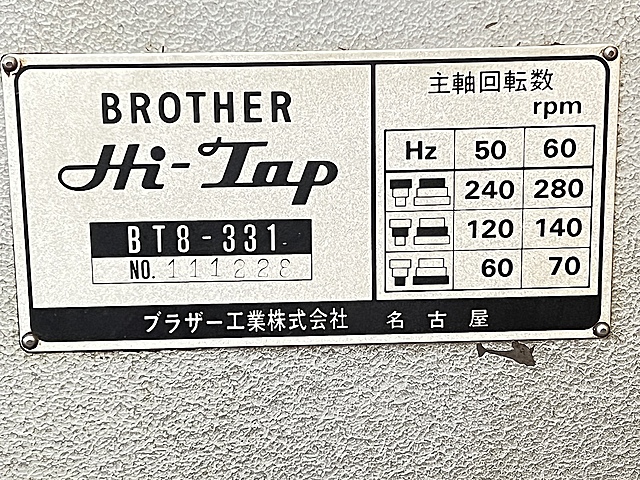 BROTHER
Hi-Tap
BT8-331
NO. 111228
主軸回転数
rpm
Hz 50 60
240 280
120 140
60 70
ブラザー工業株式会社 名古屋